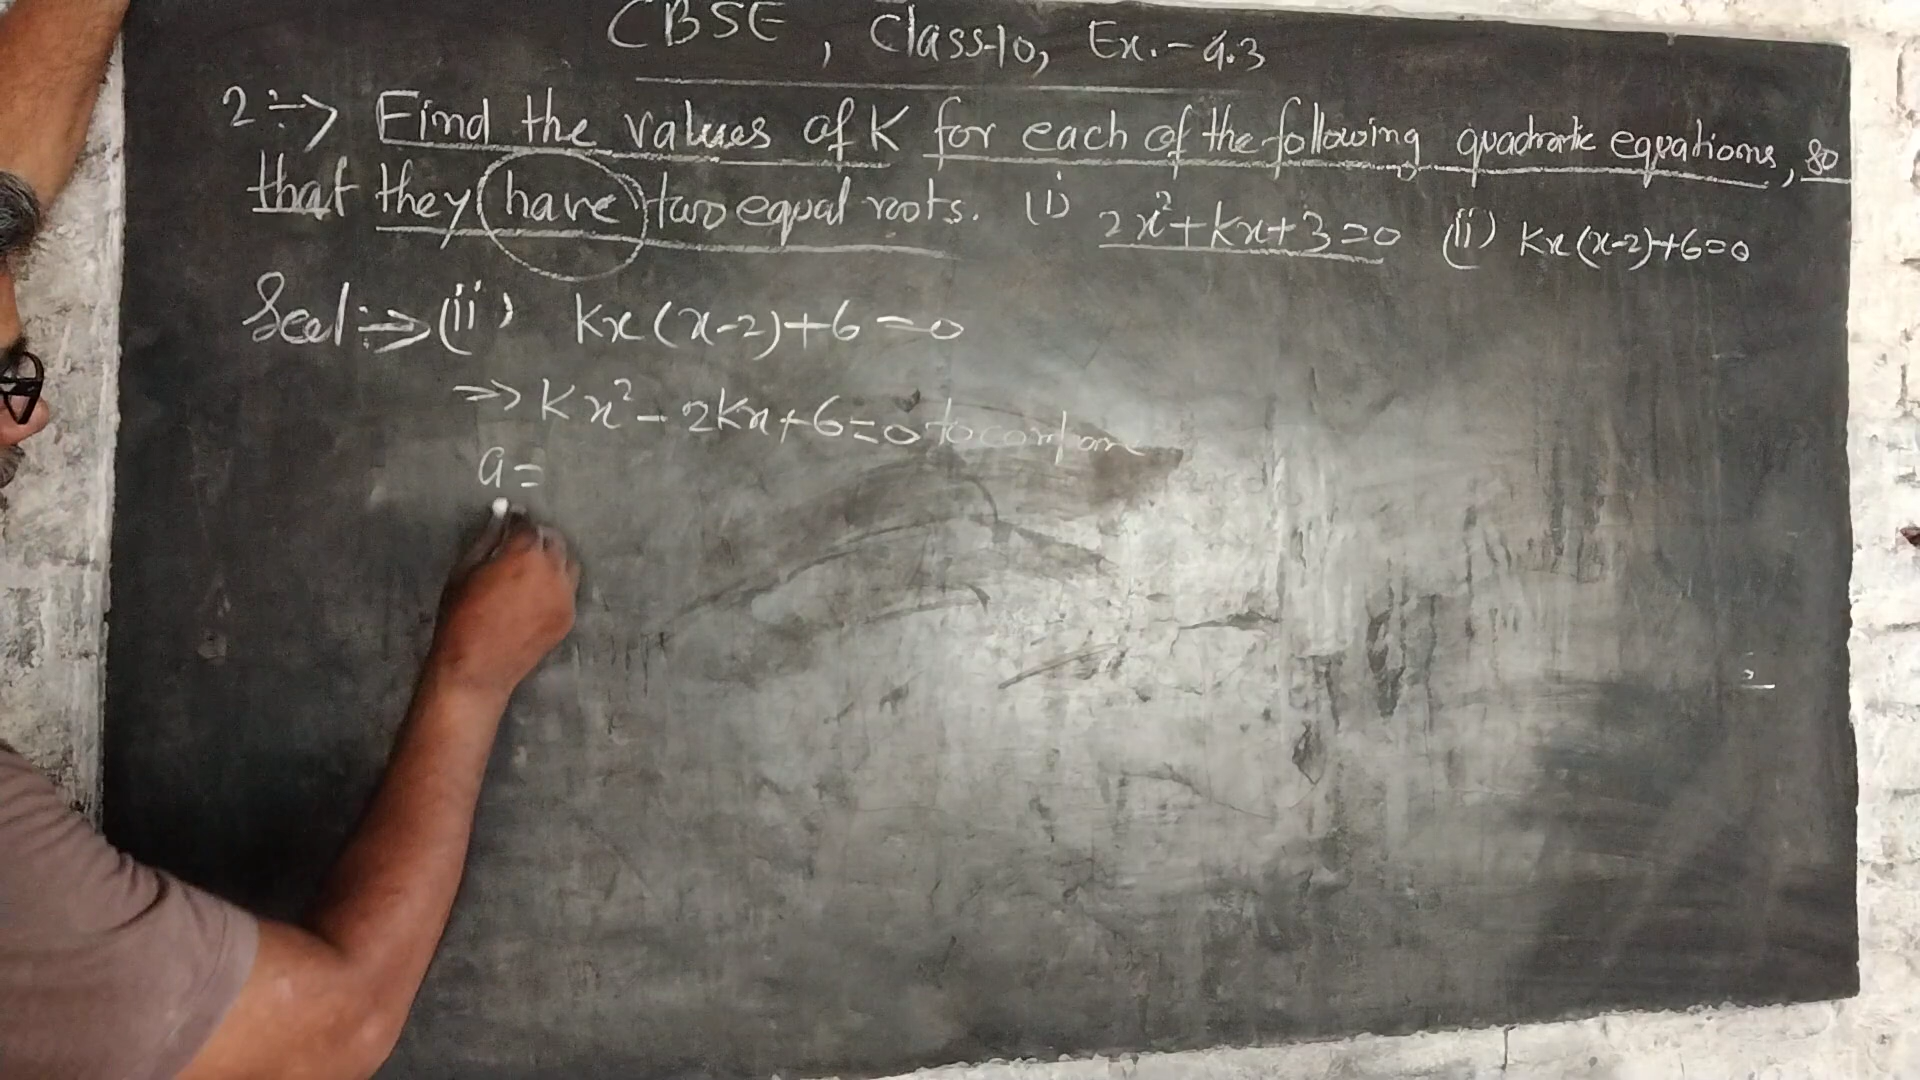 CBSE, Class-10, Ex.-4.3
2 ÷→ Find the values of K for each of the following quadratic equations, so
that they have two equal roots. (i) 2x²+kx+3=0 (ii) Kx(x-2)+6=0
Sol ÷→ (ii) Kx(x-2)+6=0
⇒ Kx² - 2Kx+6=0 to compare
a=